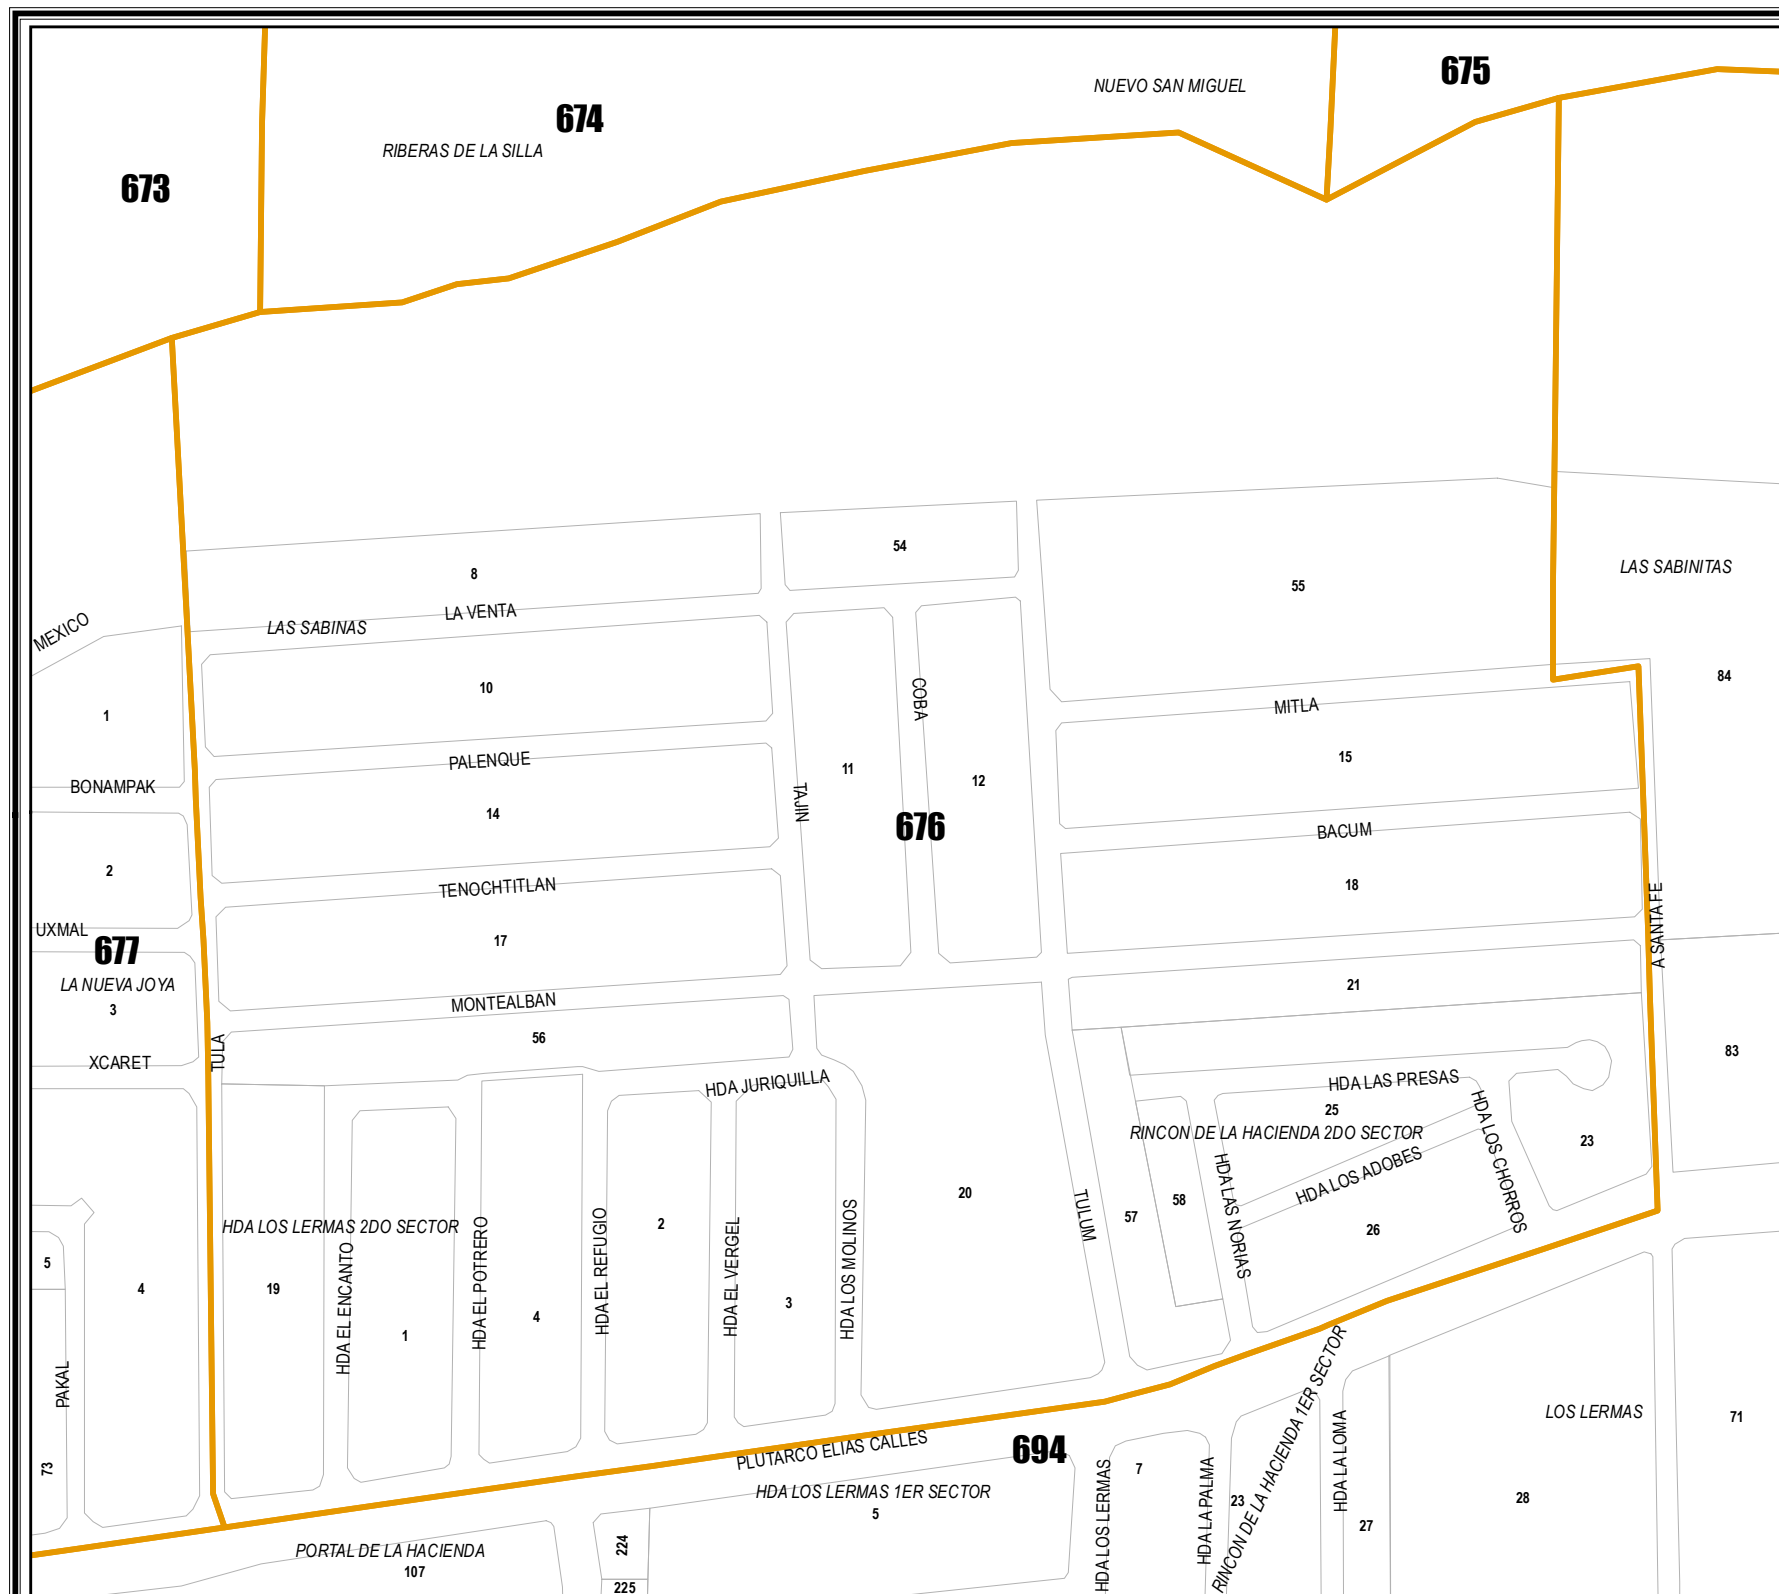 675
NUEVO SAN MIGUEL
674
RIBERAS DE LA SILLA
673
54
8
55
LAS SABINITAS
LA VENTA
LAS SABINAS
MEXICO
84
10
COBA
1
MITLA
PALENQUE
15
11
12
BONAMPAK
TAJIN
14
676
BACUM
2
18
TENOCHTITLAN
A SANTA FE
UXMAL
17
677
LA NUEVA JOYA
21
3
MONTEALBAN
56
TULA
83
XCARET
HDA JURIQUILLA
HDA LAS PRESAS
25
RINCON DE LA HACIENDA 2DO SECTOR
23
HDA LOS CHORROS
HDA LOS ADOBES
20
58
57
TULUM
HDA LAS NORIAS
26
HDA LOS LERMAS 2DO SECTOR
2
5
4
19
HDA EL ENCANTO
HDA EL POTRERO
HDA EL REFUGIO
HDA EL VERGEL
HDA LOS MOLINOS
1
4
3
PAKAL
73
RINCON DE LA HACIENDA 1ER SECTOR
LOS LERMAS
71
PLUTARCO ELIAS CALLES
694
7
HDA LOS LERMAS
HDA LA PALMA
HDA LA LOMA
HDA LOS LERMAS 1ER SECTOR
5
23
28
27
PORTAL DE LA HACIENDA
107
224
225